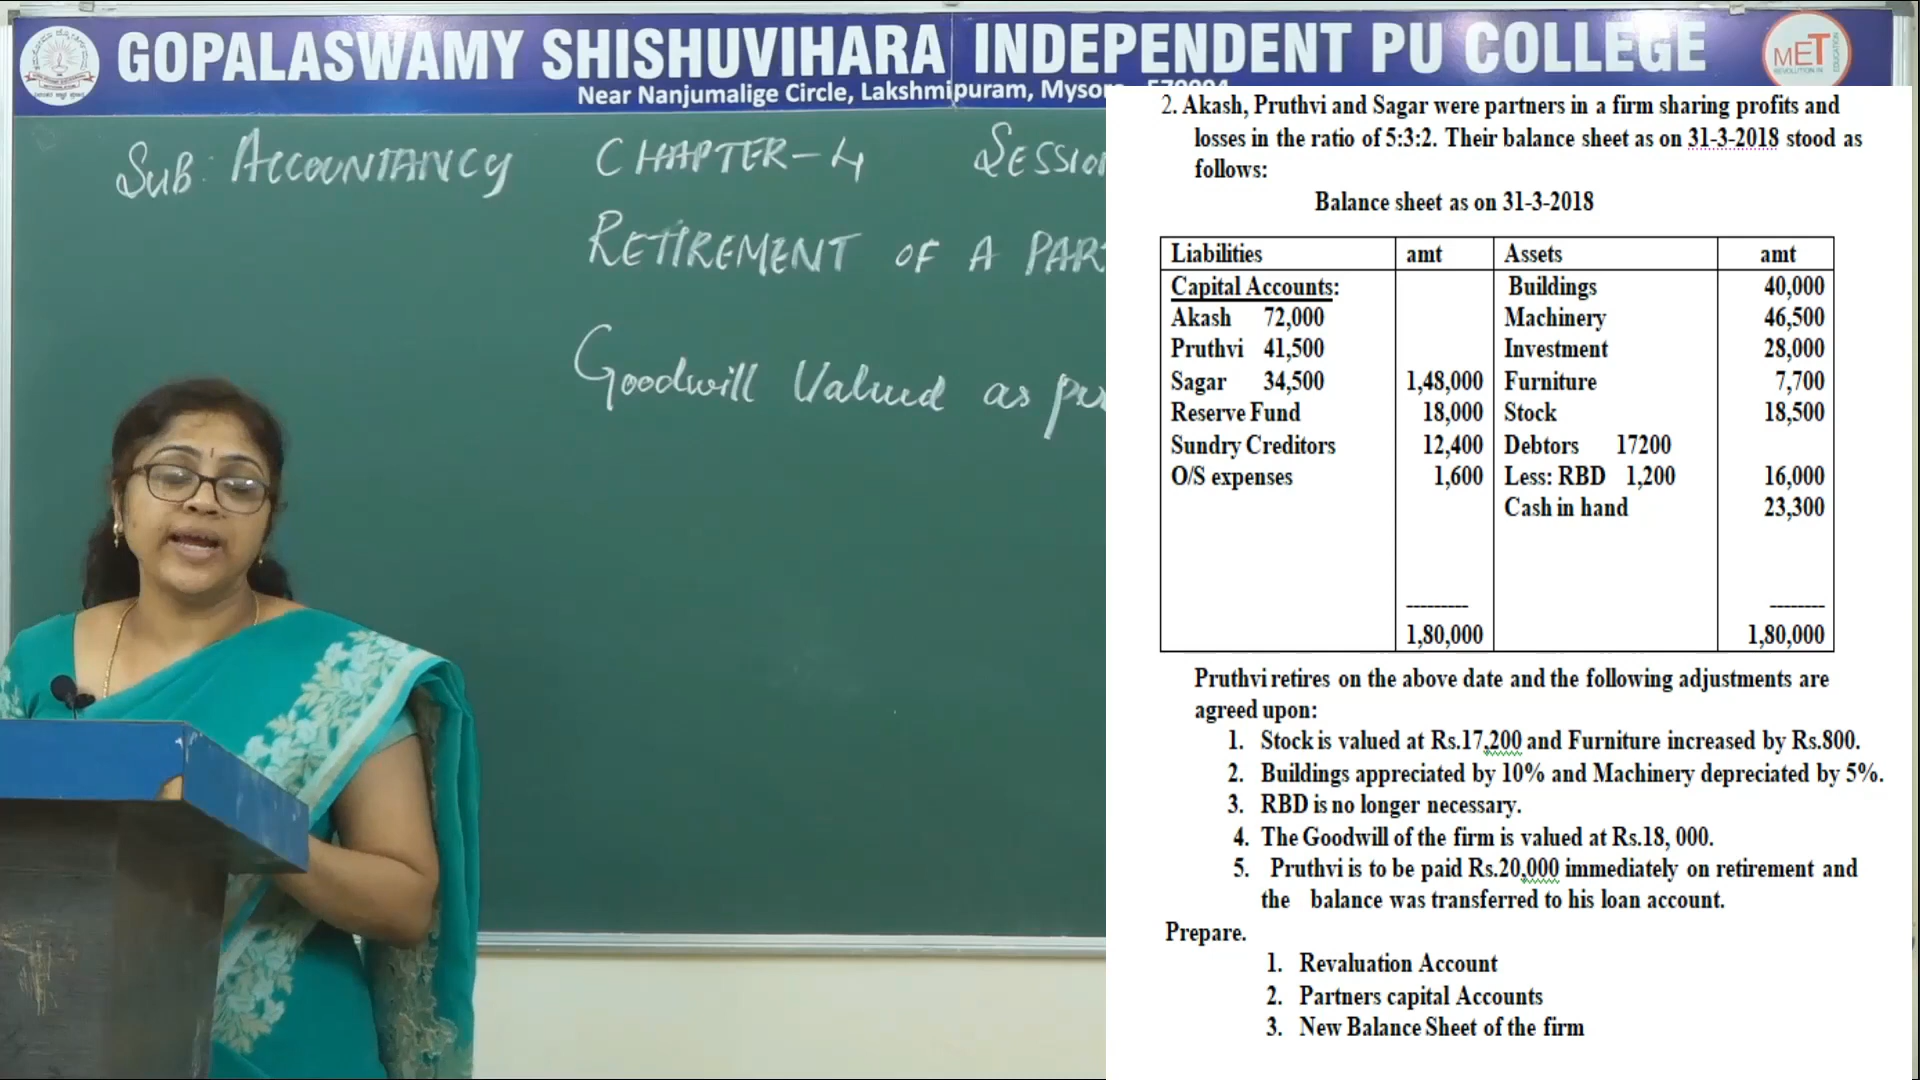 GOPALASWAMY SHISHUVIHARA INDEPENDENT PU COLLEGE
Near Nanjumalige Circle, Lakshmipuram,
MET
SUB: ACCOUNTANCY CHAPTER-4
RETIREMENT OF A
Goodwill Valued as
2. Akash, Pruthvi and Sagar were partners in a firm sharing profits and
losses in the ratio of 5:3:2. Their balance sheet as on 31-3-2018 stood as
follows:
Balance sheet as on 31-3-2018
Liabilities amt Assets amt
Capital Accounts: Buildings 40,000
Akash 72,000 Machinery 46,500
Pruthvi 41,500 Investment 28,000
Sagar 34,500 1,48,000 Furniture 7,700
Reserve Fund 18,000 Stock 18,500
Sundry Creditors 12,400 Debtors 17200
O/S expenses 1,600 Less: RBD 1,200 16,000
Cash in hand 23,300
1,80,000 1,80,000
Pruthvi retires on the above date and the following adjustments are
agreed upon:
1. Stock is valued at Rs.17,200 and Furniture increased by Rs.800.
2. Buildings appreciated by 10% and Machinery depreciated by 5%.
3. RBD is no longer necessary.
4. The Goodwill of the firm is valued at Rs.18, 000.
5. Pruthvi is to be paid Rs.20,000 immediately on retirement and
the balance was transferred to his loan account.
Prepare.
1. Revaluation Account
2. Partners capital Accounts
3. New Balance Sheet of the firm